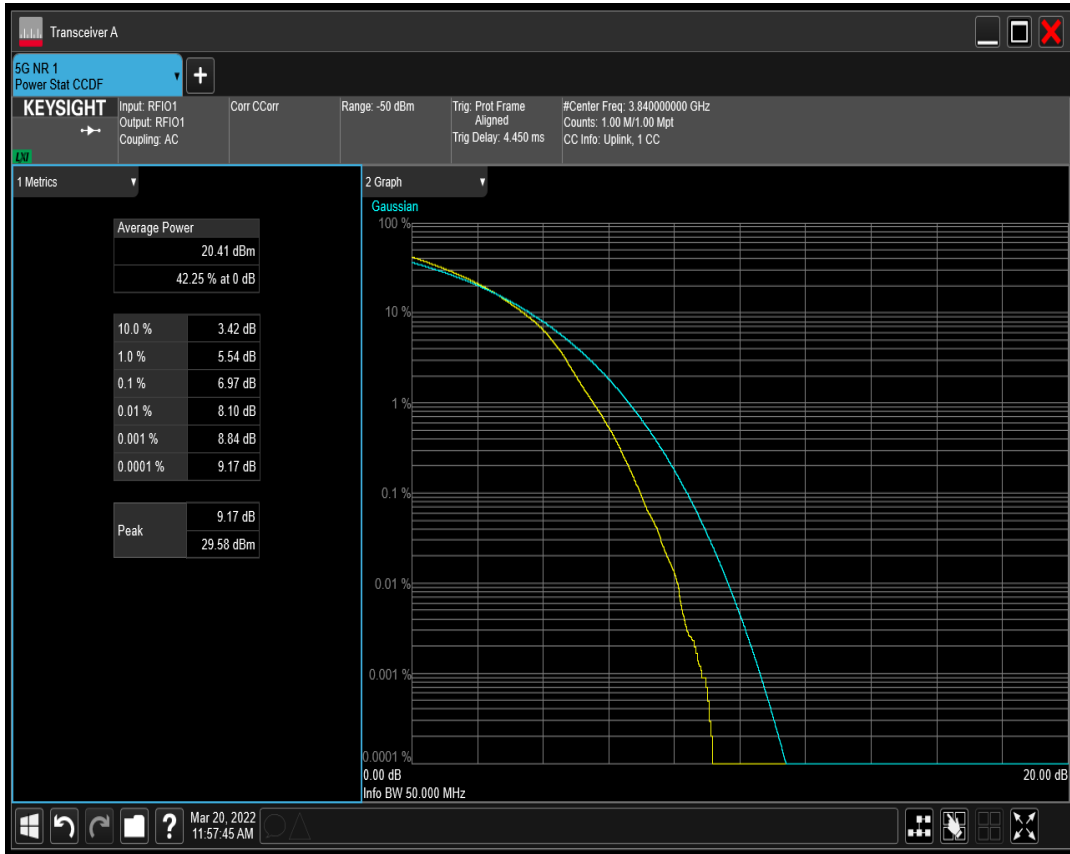 Transceiver A
5G NR 1
Power Stat CCDF
+
KEYSIGHT
LXI
Input: RFIO1
Output: RFIO1
Coupling: AC
Corr CCorr
Range: -50 dBm
Trig: Prot Frame
Aligned
Trig Delay: 4.450 ms
#Center Freq: 3.840000000 GHz
Counts: 1.00 M/1.00 Mpt
CC Info: Uplink, 1 CC
1 Metrics
Average Power
20.41 dBm
42.25 % at 0 dB
10.0 % 3.42 dB
1.0 % 5.54 dB
0.1 % 6.97 dB
0.01 % 8.10 dB
0.001 % 8.84 dB
0.0001 % 9.17 dB
Peak
9.17 dB
29.58 dBm
2 Graph
Gaussian
100 %
10 %
1 %
0.1 %
0.01 %
0.001 %
0.0001 %
0.00 dB 20.00 dB
Info BW 50.000 MHz
?
Mar 20, 2022
11:57:45 AM